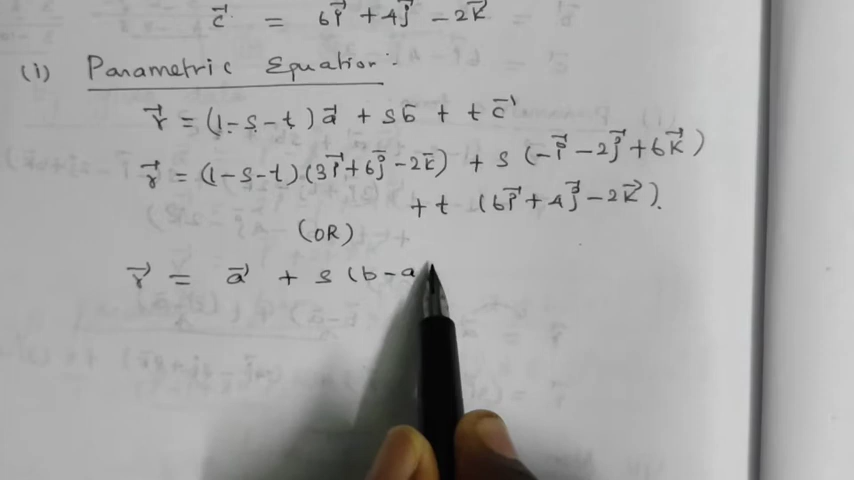 c⃗ = 6i⃗ + 4j⃗ - 2k⃗
(i) Parametric Equation:
r⃗ = (1-s-t) a⃗ + s b⃗ + t c⃗
r⃗ = (1-s-t) (3i⃗ + 6j⃗ - 2k⃗) + s (-i⃗ - 2j⃗ + 6k⃗)
+ t (6i⃗ + 4j⃗ - 2k⃗).
(OR)
r⃗ = a⃗ + s (b - a